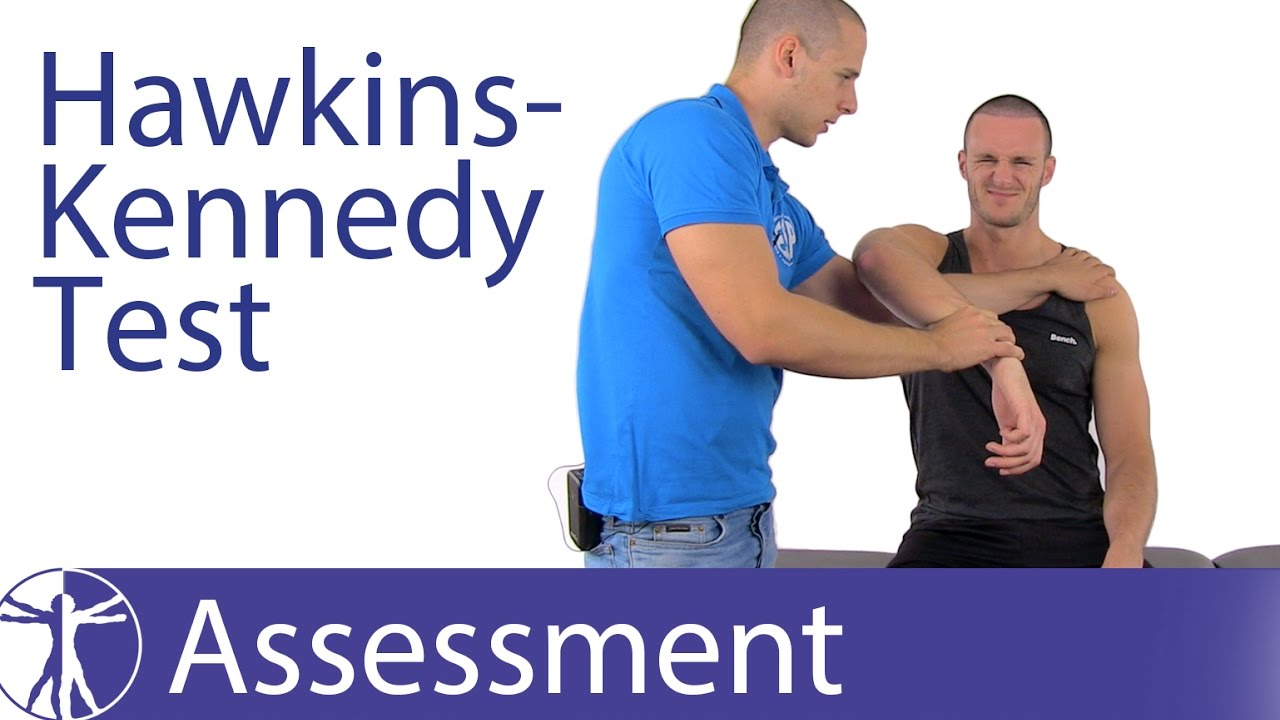 Hawkins-
Kennedy
Test
Bench.
Assessment